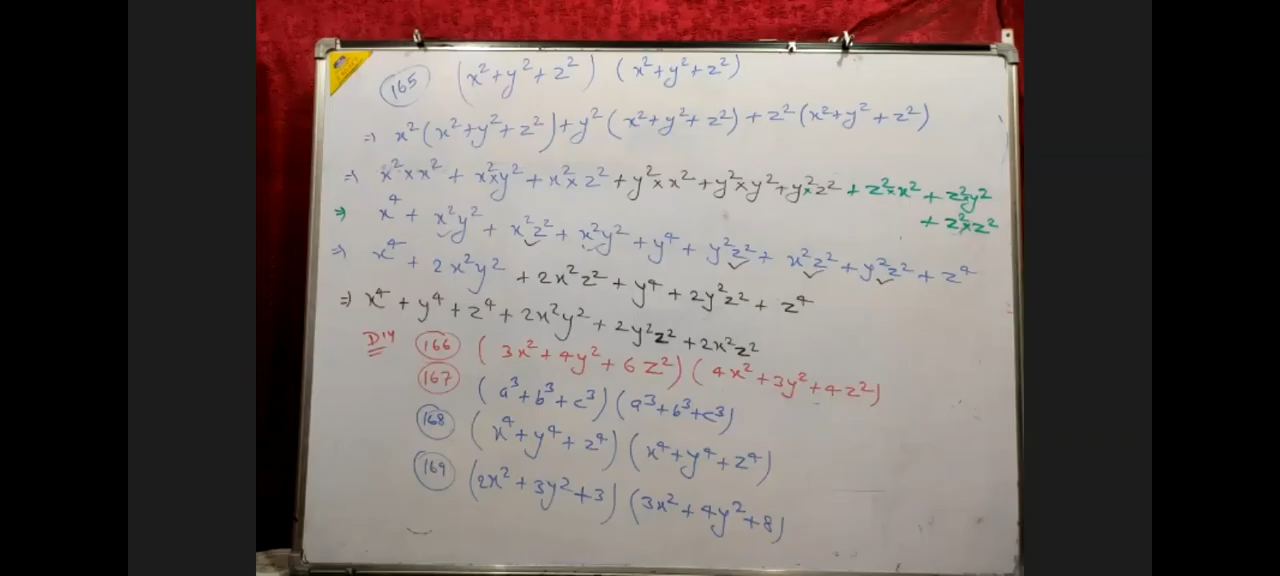 165 (x²+y²+z²) (x²+y²+z²)
⇒ x²(x²+y²+z²)+y²(x²+y²+z²)+z²(x²+y²+z²)
⇒ x²×x² + x²×y² + x²×z² + y²×x² + y²×y² + y²×z² + z²×x² + z²×y²
+ z²×z²
⇒ x⁴ + x²y² + x²z² + x²y² + y⁴ + y²z² + x²z² + y²z² + z⁴
⇒ x⁴ + 2x²y² + 2x²z² + y⁴ + 2y²z² + z⁴
⇒ x⁴ + y⁴ + z⁴ + 2x²y² + 2y²z² + 2x²z²
D14 166 (3x²+4y²+6z²) (4x²+3y²+4z²)
167 (a³+b³+c³) (a³+b³+c³)
168 (x⁴+y⁴+z⁴) (x⁴+y⁴+z⁴)
169 (2x²+3y²+3) (3x²+4y²+8)